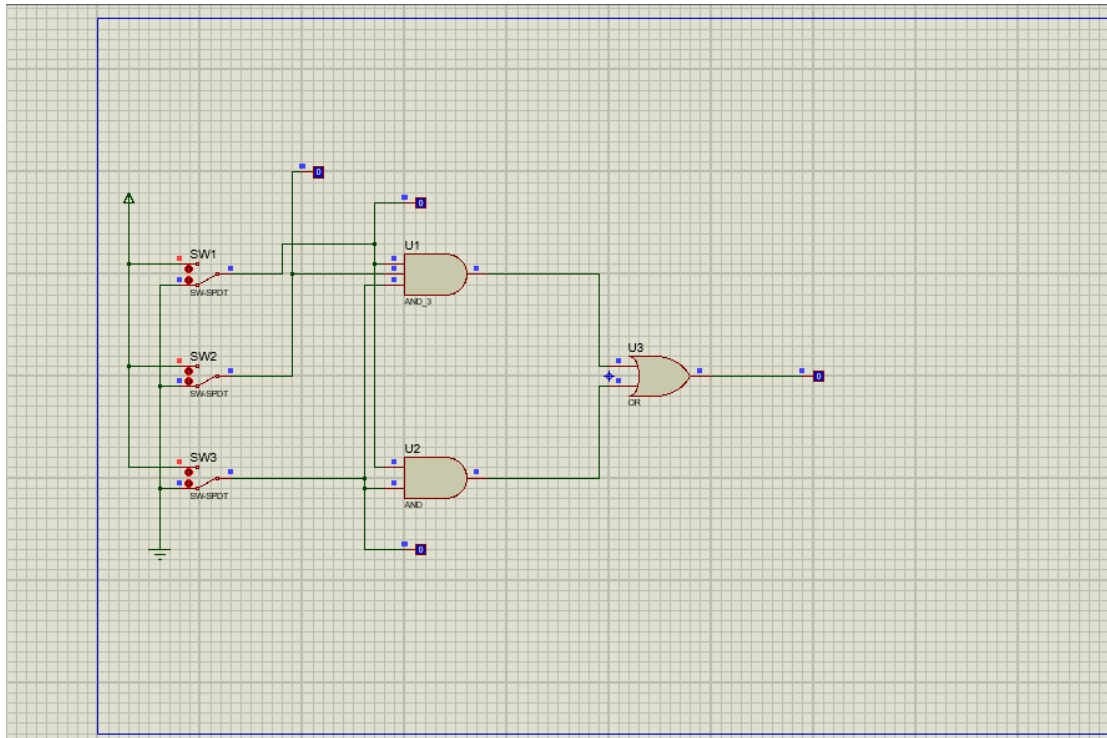 0
0
SW1
SW-SPDT
U1
AND_3
SW2
SW-SPDT
U3
OR
0
SW3
SW-SPDT
U2
AND
0